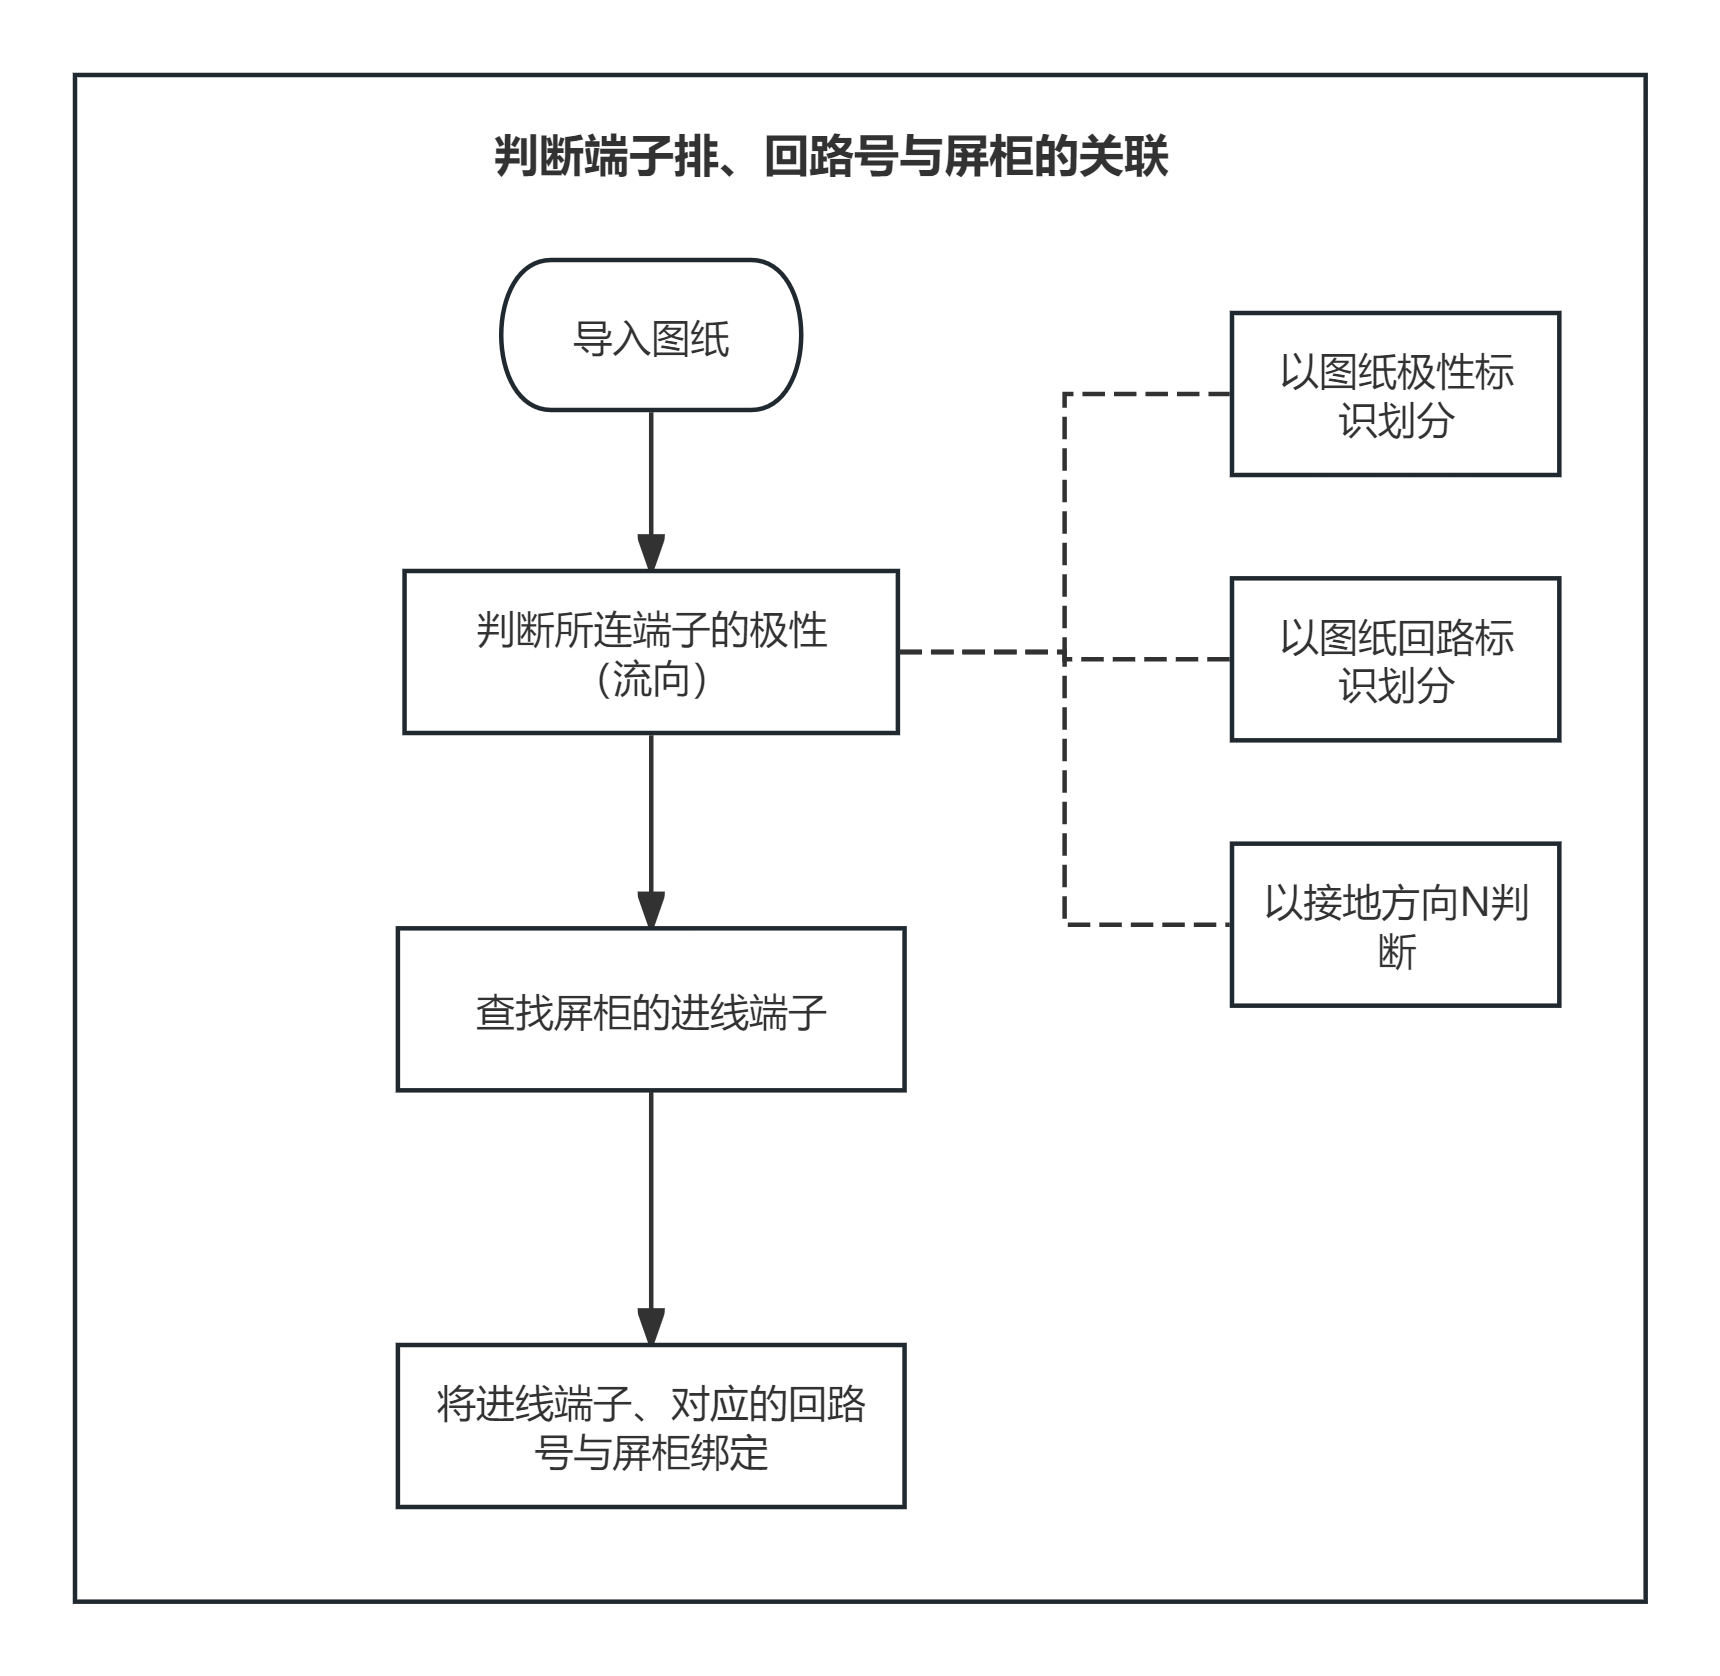 判断端子排、回路号与屏柜的关联
导入图纸
判断所连端子的极性
（流向）
查找屏柜的进线端子
将进线端子、对应的回路
号与屏柜绑定
以图纸极性标
识划分
以图纸回路标
识划分
以接地方向N判
断